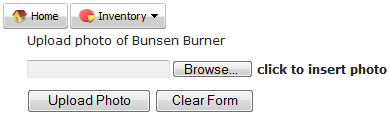 Home Inventory
Upload photo of Bunsen Burner
Browse... click to insert photo
Upload Photo Clear Form